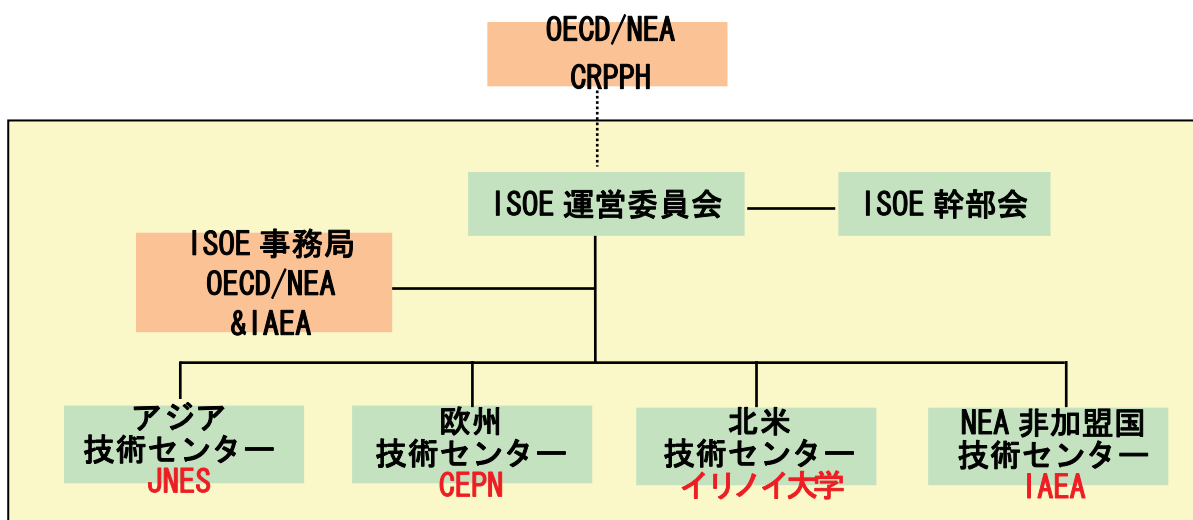 OECD/NEA
CRPPH
ISOE 運営委員会
ISOE 幹部会
ISOE 事務局
OECD/NEA
&IAEA
アジア
技術センター
JNES
欧州
技術センター
CEPN
北米
技術センター
イリノイ大学
NEA 非加盟国
技術センター
IAEA